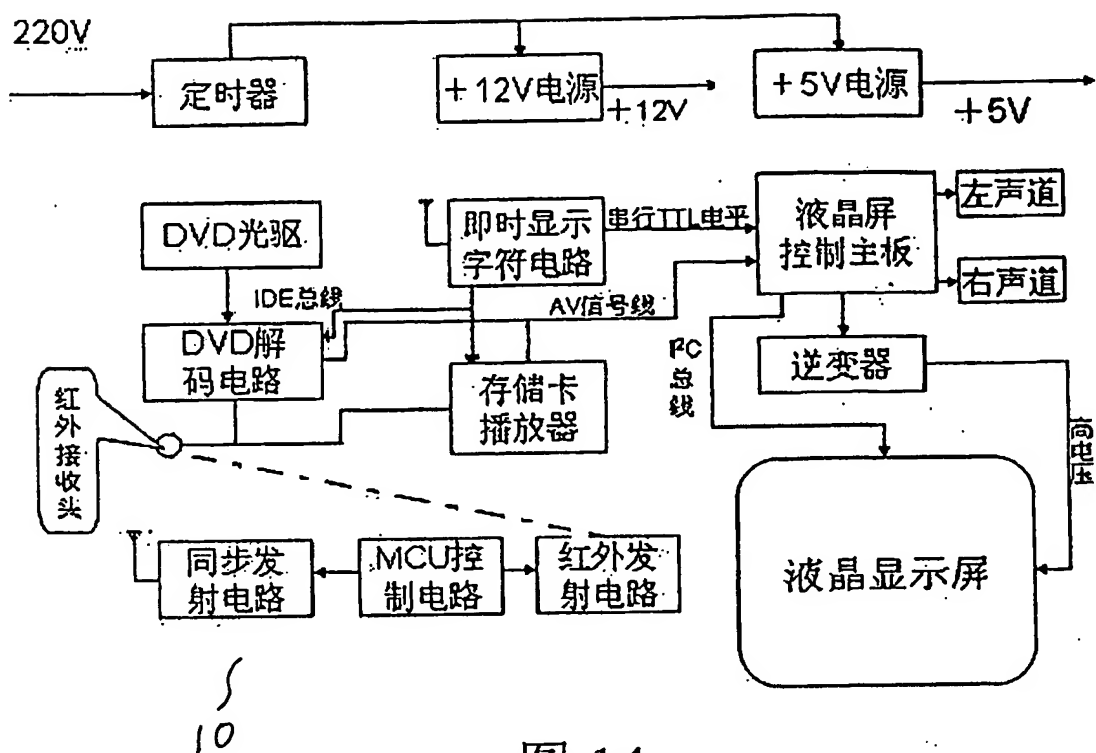 220V
定时器
+12V电源
+12V
+5V电源
+5V
DVD光驱
即时显示
字符电路
串行TTL电平
液晶屏
控制主板
左声道
右声道
IDE总线
AV信号线
DVD解
码电路
存储卡
播放器
I²C
总
线
逆变器
高
电
压
红
外
接
收
头
同步发
射电路
MCU控
制电路
红外发
射电路
液晶显示屏
10